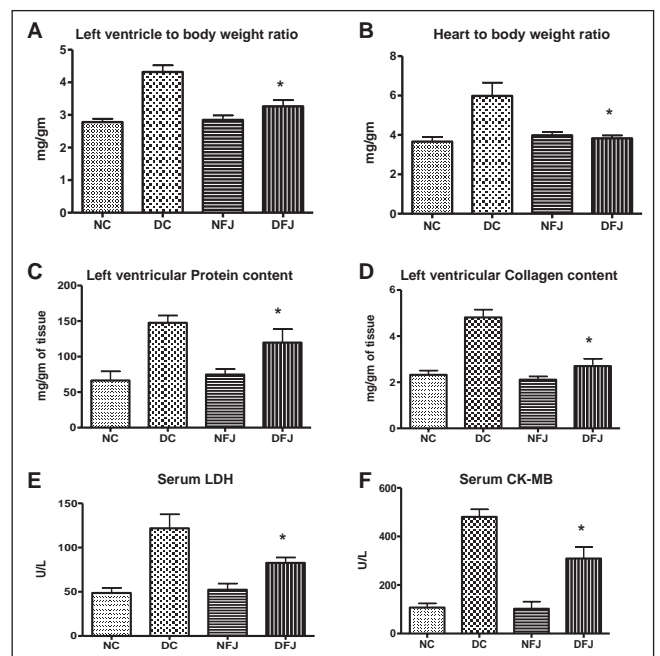 A Left ventricle to body weight ratio
5
4
3
2
1
0
mg/gm
*
NC DC NFJ DFJ
B Heart to body weight ratio
8
6
4
2
0
mg/gm
*
NC DC NFJ DFJ
C Left ventricular Protein content
200
150
100
50
0
mg/gm of tissue
*
NC DC NFJ DFJ
D Left ventricular Collagen content
6
4
2
0
mg/gm of tissue
*
NC DC NFJ DFJ
E Serum LDH
150
100
50
0
U/L
*
NC DC NFJ DFJ
F Serum CK-MB
600
400
200
0
U/L
*
NC DC NFJ DFJ